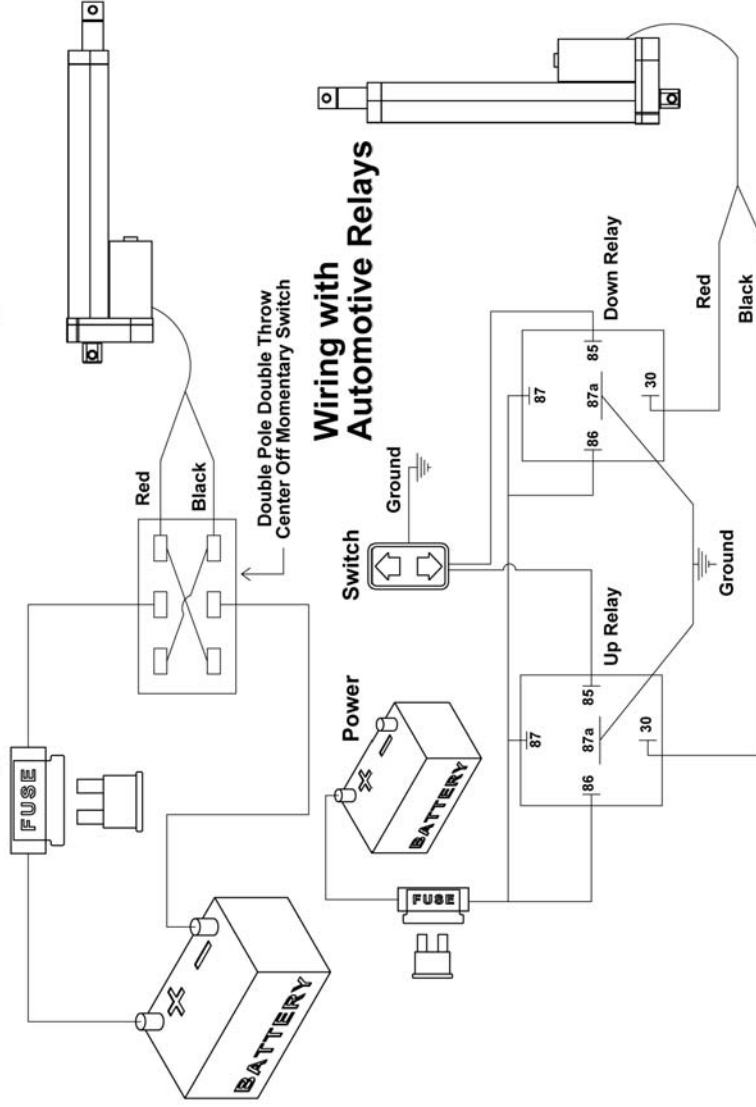 FUSE
+
–
BATTERY
Red
Black
Double Pole Double Throw
Center Off Momentary Switch
Wiring with
Automotive Relays
Power
+
–
BATTERY
FUSE
Switch
Ground
Up Relay
87
86
87a
85
30
Ground
Down Relay
87
86
87a
85
30
Red
Black